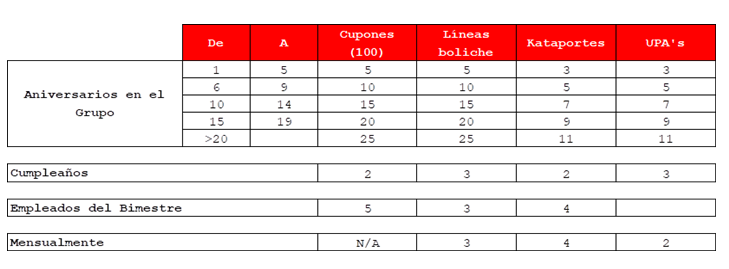 De A Cupones (100) Líneas boliche Kataportes UPA's
Aniversarios en el Grupo
1 5 5 5 3 3
6 9 10 10 5 5
10 14 15 15 7 7
15 19 20 20 9 9
>20 25 25 11 11
Cumpleaños 2 3 2 3
Empleados del Bimestre 5 3 4
Mensualmente N/A 3 4 2